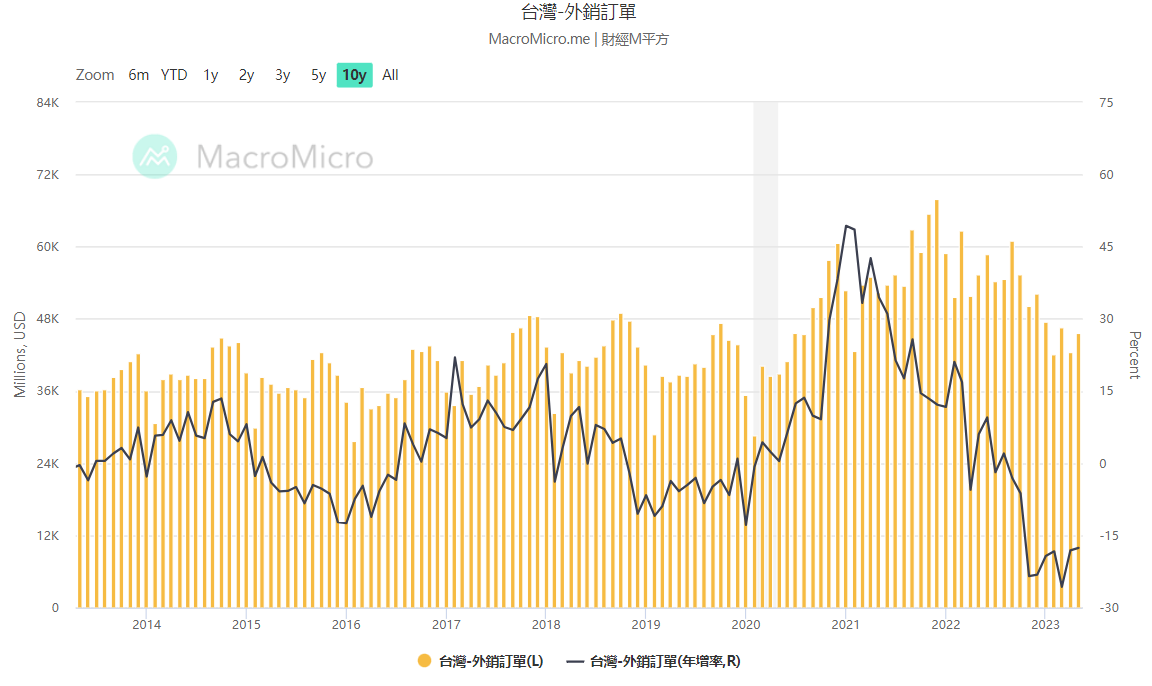 台灣-外銷訂單
MacroMicro.me | 財經M平方
Zoom 6m YTD 1y 2y 3y 5y 10y All
84K 75
MacroMicro
72K 60
60K 45
48K 30
Millions, USD
Percent
36K 15
24K 0
12K -15
0 -30
2014 2015 2016 2017 2018 2019 2020 2021 2022 2023
台灣-外銷訂單(L) 台灣-外銷訂單(年增率,R)